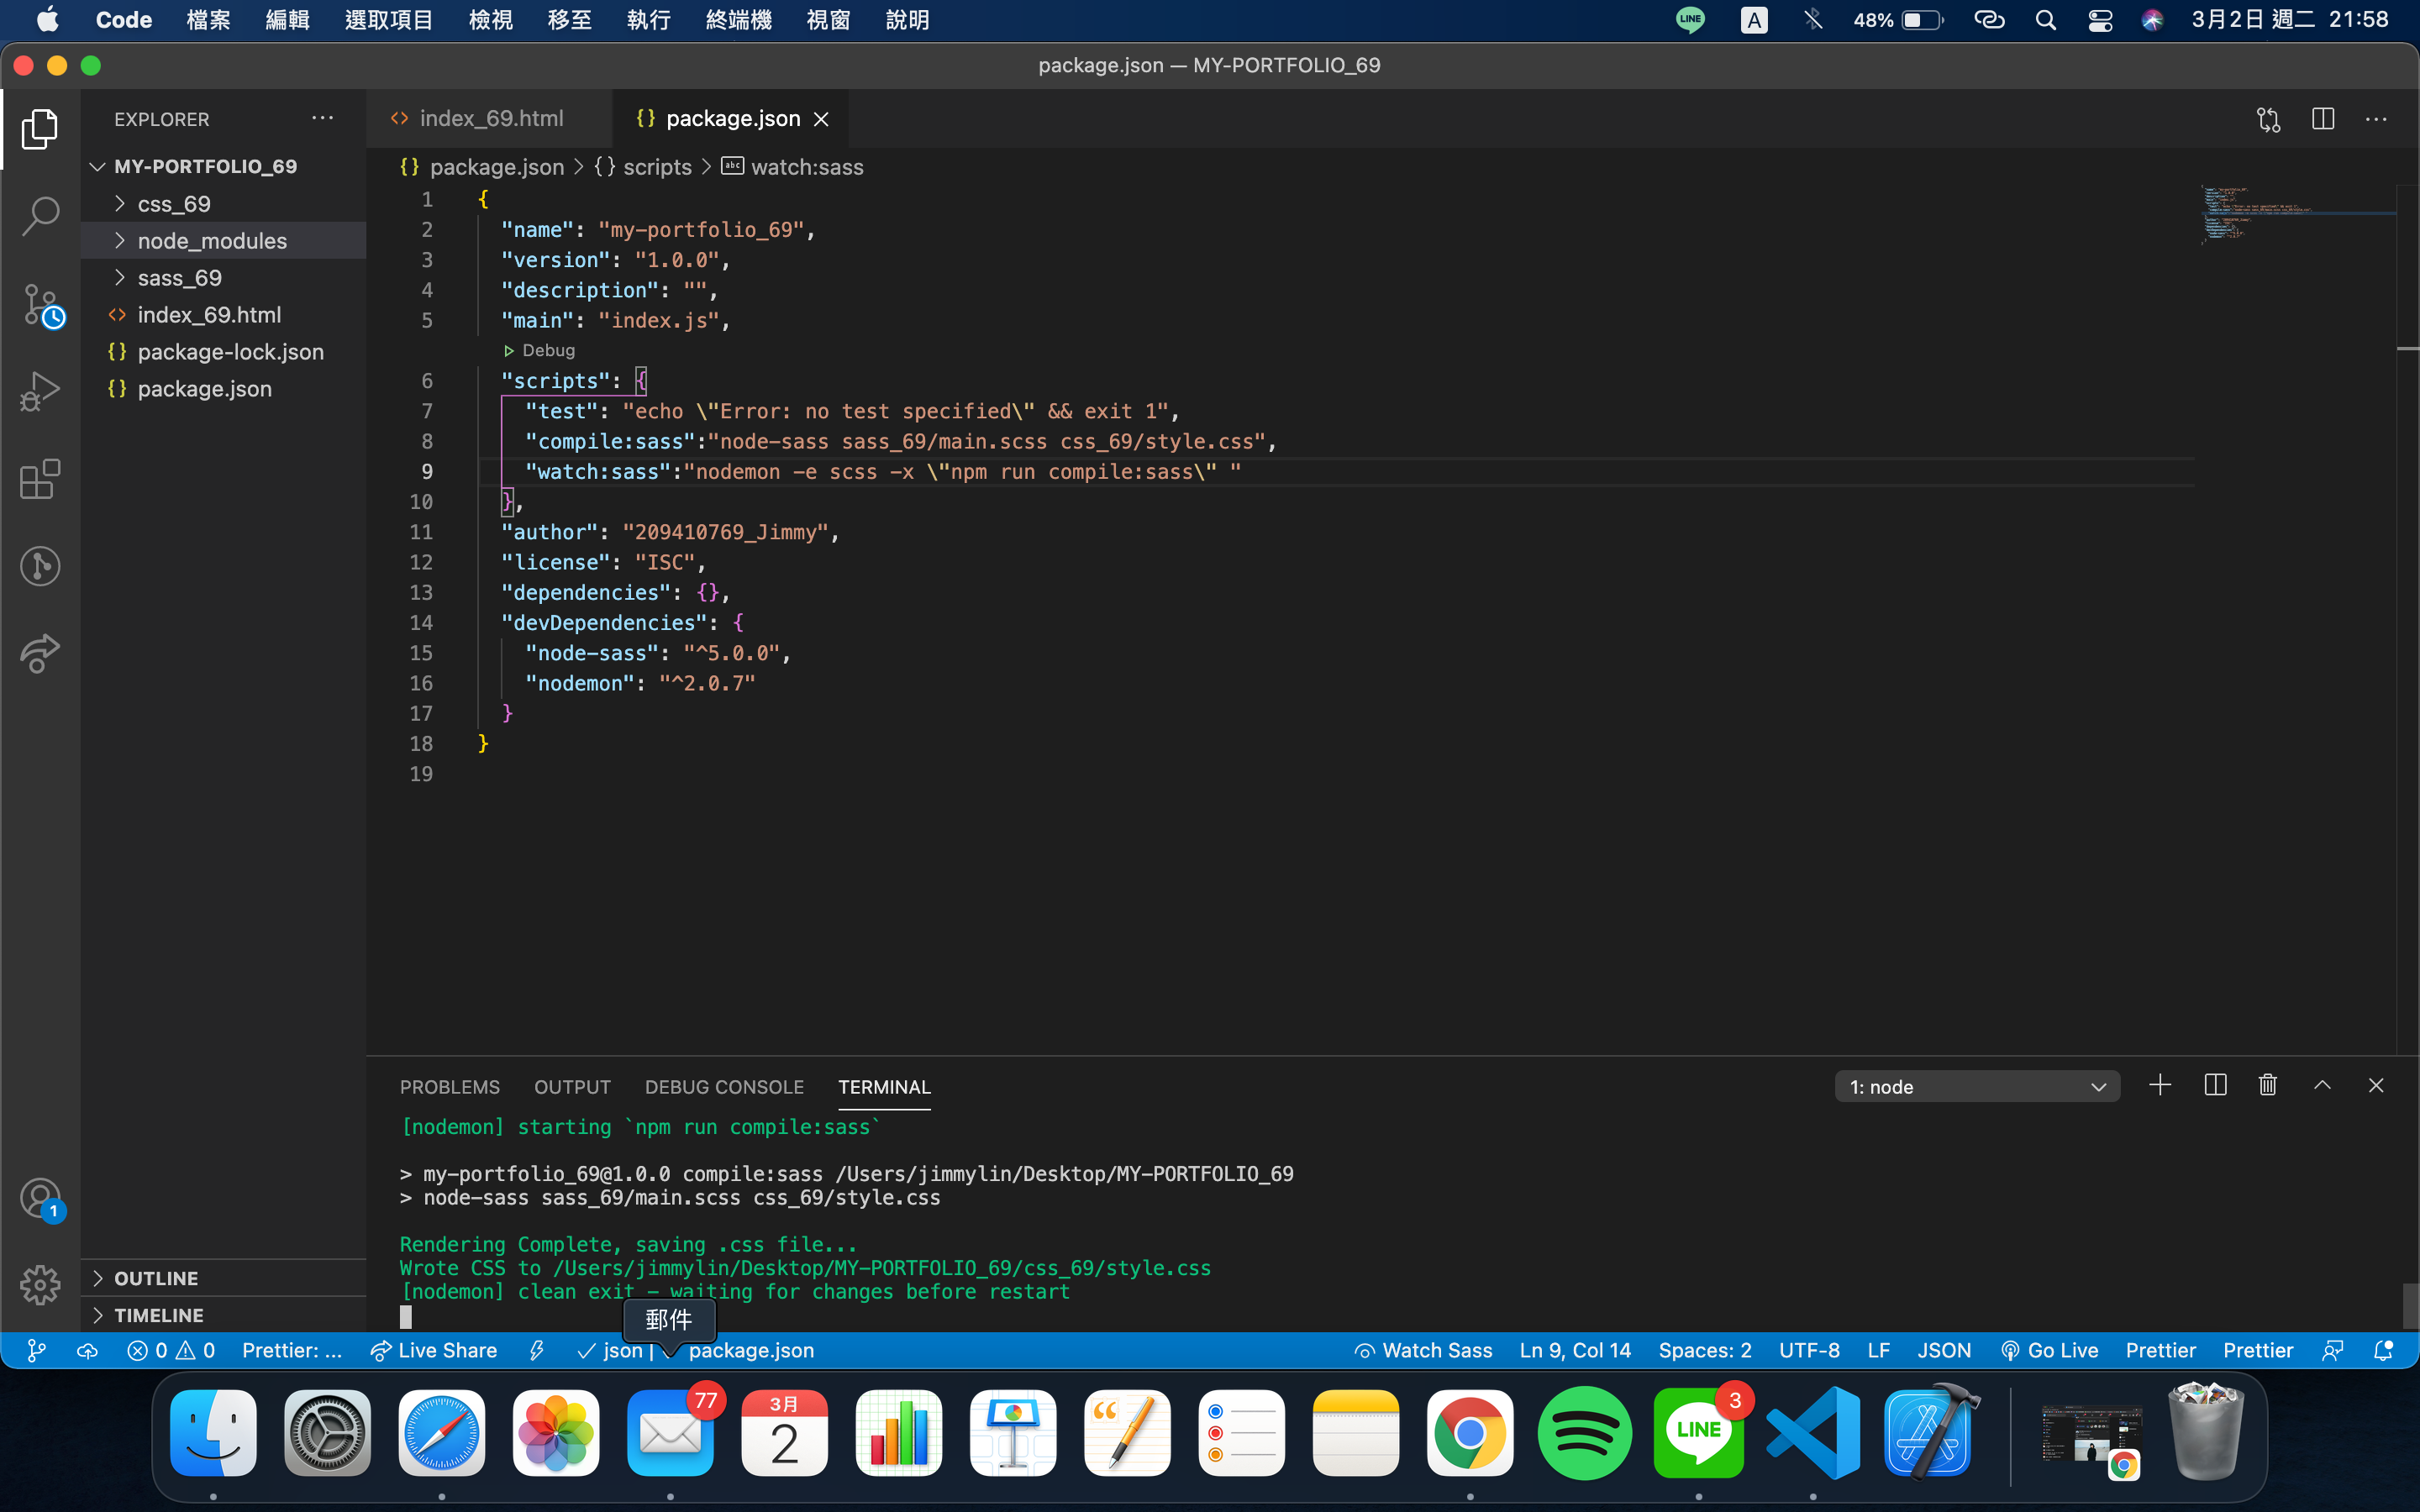 Code 檔案 編輯 選取項目 檢視 移至 執行 終端機 視窗 說明 LINE A 48% 3月2日 週二 21:58
package.json — MY-PORTFOLIO_69
EXPLORER ···
index_69.html
{} package.json
MY-PORTFOLIO_69
css_69
node_modules
sass_69
index_69.html
{} package-lock.json
{} package.json
{} package.json > {} scripts > abc watch:sass
1 {
2 "name": "my-portfolio_69",
3 "version": "1.0.0",
4 "description": "",
5 "main": "index.js",
Debug
6 "scripts": {
7 "test": "echo \"Error: no test specified\" && exit 1",
8 "compile:sass":"node-sass sass_69/main.scss css_69/style.css",
9 "watch:sass":"nodemon -e scss -x \"npm run compile:sass\" "
10 },
11 "author": "209410769_Jimmy",
12 "license": "ISC",
13 "dependencies": {},
14 "devDependencies": {
15 "node-sass": "^5.0.0",
16 "nodemon": "^2.0.7"
17 }
18 }
19
PROBLEMS OUTPUT DEBUG CONSOLE TERMINAL 1: node
[nodemon] starting `npm run compile:sass`
> my-portfolio_69@1.0.0 compile:sass /Users/jimmylin/Desktop/MY-PORTFOLIO_69
> node-sass sass_69/main.scss css_69/style.css
Rendering Complete, saving .css file...
Wrote CSS to /Users/jimmylin/Desktop/MY-PORTFOLIO_69/css_69/style.css
[nodemon] clean exit - waiting for changes before restart
1
OUTLINE
TIMELINE
郵件
0 0 Prettier: ... Live Share json | package.json Watch Sass Ln 9, Col 14 Spaces: 2 UTF-8 LF JSON Go Live Prettier Prettier
77
3月
2
LINE
3